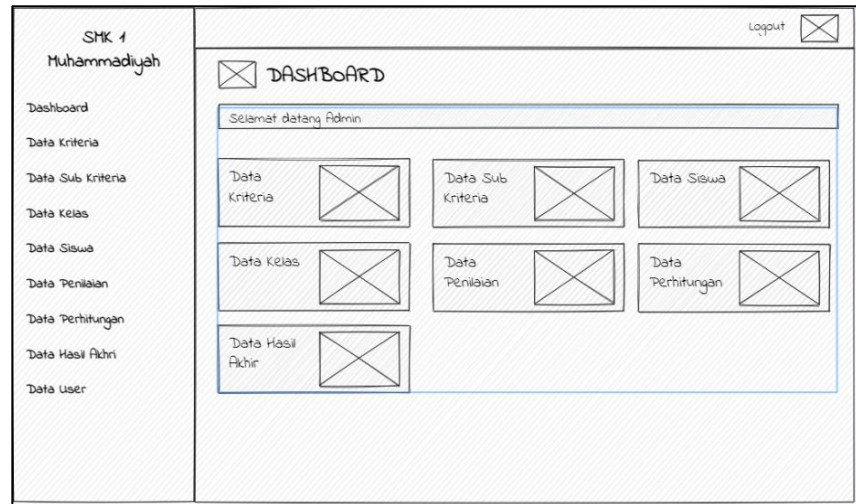 SMK 1
Muhammadiyah
Dashboard
Data Kriteria
Data Sub Kriteria
Data Kelas
Data Siswa
Data Penilaian
Data Perhitungan
Data Hasil Akhri
Data User
Logout
DASHBOARD
Selamat datang Admin
Data
Kriteria
Data Sub
Kriteria
Data Siswa
Data Kelas
Data
Penilaian
Data
Perhitungan
Data Hasil
Akhir